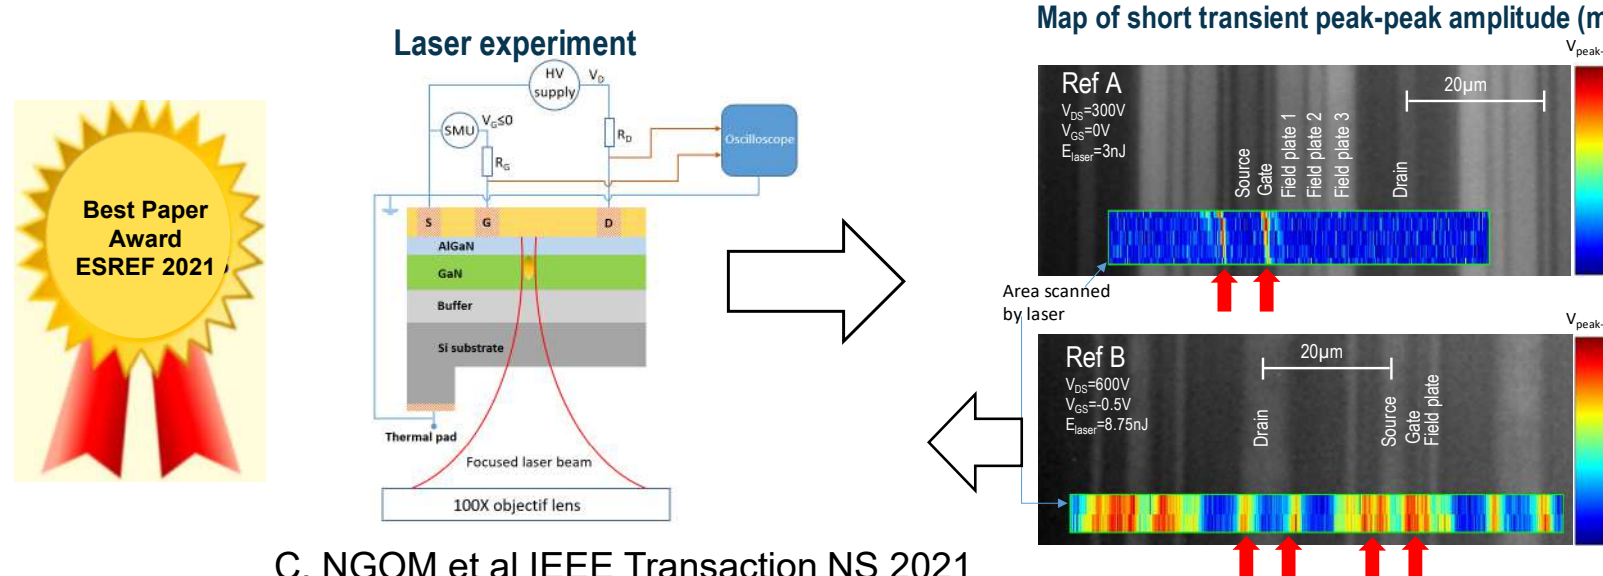 Map of short transient peak-peak amplitude (m
Laser experiment
Best Paper
Award
ESREF 2021
HV
supply
V_D
SMU
V_G≤0
R_G
R_D
Oscilloscope
S
G
D
AlGaN
GaN
Buffer
Si substrate
Thermal pad
Focused laser beam
100X objectif lens
V_peak-
Ref A
V_DS=300V
V_GS=0V
E_laser=3nJ
20µm
Source
Gate
Field plate 1
Field plate 2
Field plate 3
Drain
Area scanned
by laser
V_peak-
Ref B
V_DS=600V
V_GS=-0.5V
E_laser=8.75nJ
20µm
Drain
Source
Gate
Field plate
C. NGOM et al IEEE Transaction NS 2021